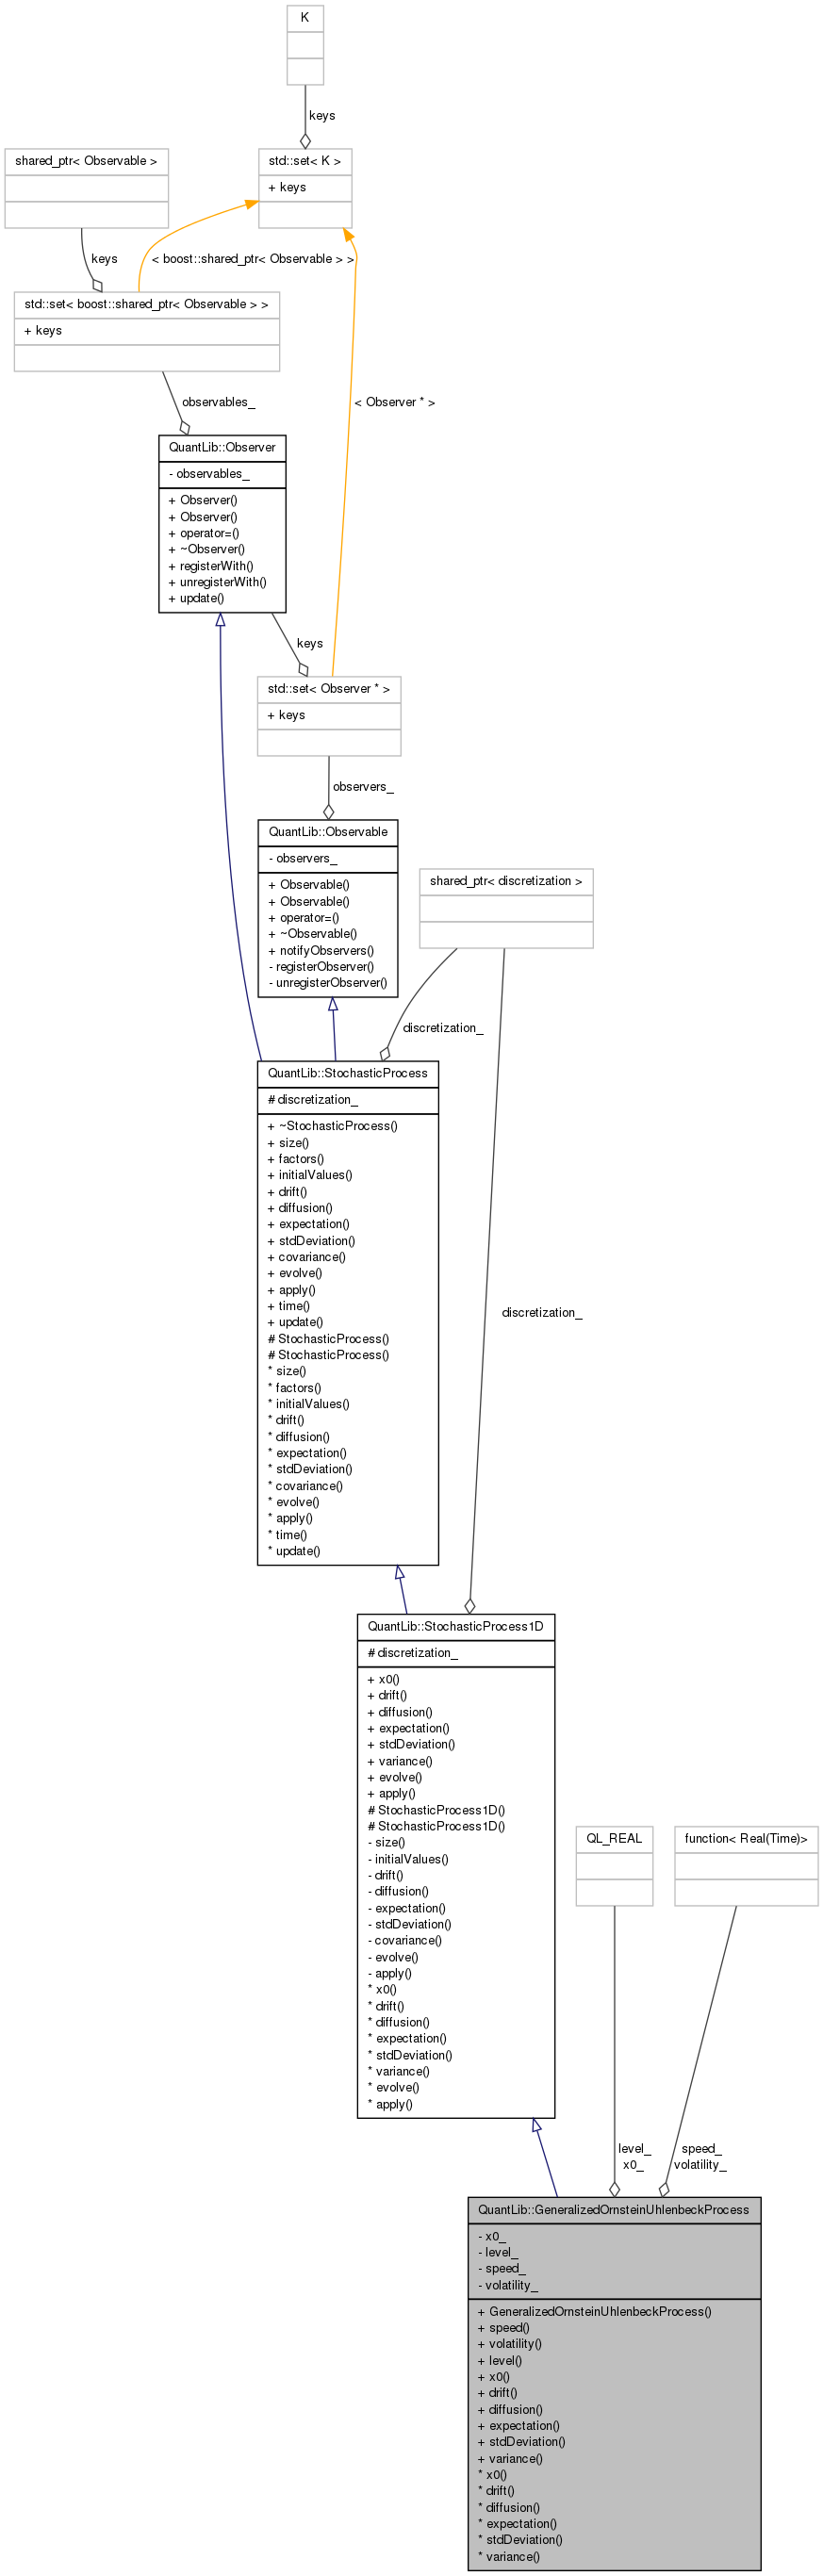 K
keys
shared_ptr< Observable >
std::set< K >
+ keys
keys
< boost::shared_ptr< Observable > >
std::set< boost::shared_ptr< Observable > >
+ keys
observables_
< Observer * >
QuantLib::Observer
- observables_
+ Observer()
+ Observer()
+ operator=()
+ ~Observer()
+ registerWith()
+ unregisterWith()
+ update()
keys
std::set< Observer * >
+ keys
observers_
QuantLib::Observable
- observers_
+ Observable()
+ Observable()
+ operator=()
+ ~Observable()
+ notifyObservers()
- registerObserver()
- unregisterObserver()
shared_ptr< discretization >
discretization_
QuantLib::StochasticProcess
# discretization_
+ ~StochasticProcess()
+ size()
+ factors()
+ initialValues()
+ drift()
+ diffusion()
+ expectation()
+ stdDeviation()
+ covariance()
+ evolve()
+ apply()
+ time()
+ update()
# StochasticProcess()
# StochasticProcess()
* size()
* factors()
* initialValues()
* drift()
* diffusion()
* expectation()
* stdDeviation()
* covariance()
* evolve()
* apply()
* time()
* update()
discretization_
QuantLib::StochasticProcess1D
# discretization_
+ x0()
+ drift()
+ diffusion()
+ expectation()
+ stdDeviation()
+ variance()
+ evolve()
+ apply()
# StochasticProcess1D()
# StochasticProcess1D()
- size()
- initialValues()
- drift()
- diffusion()
- expectation()
- stdDeviation()
- covariance()
- evolve()
- apply()
* x0()
* drift()
* diffusion()
* expectation()
* stdDeviation()
* variance()
* evolve()
* apply()
QL_REAL
function< Real(Time)>
level_
x0_
speed_
volatility_
QuantLib::GeneralizedOrnsteinUhlenbeckProcess
- x0_
- level_
- speed_
- volatility_
+ GeneralizedOrnsteinUhlenbeckProcess()
+ speed()
+ volatility()
+ level()
+ x0()
+ drift()
+ diffusion()
+ expectation()
+ stdDeviation()
+ variance()
* x0()
* drift()
* diffusion()
* expectation()
* stdDeviation()
* variance()